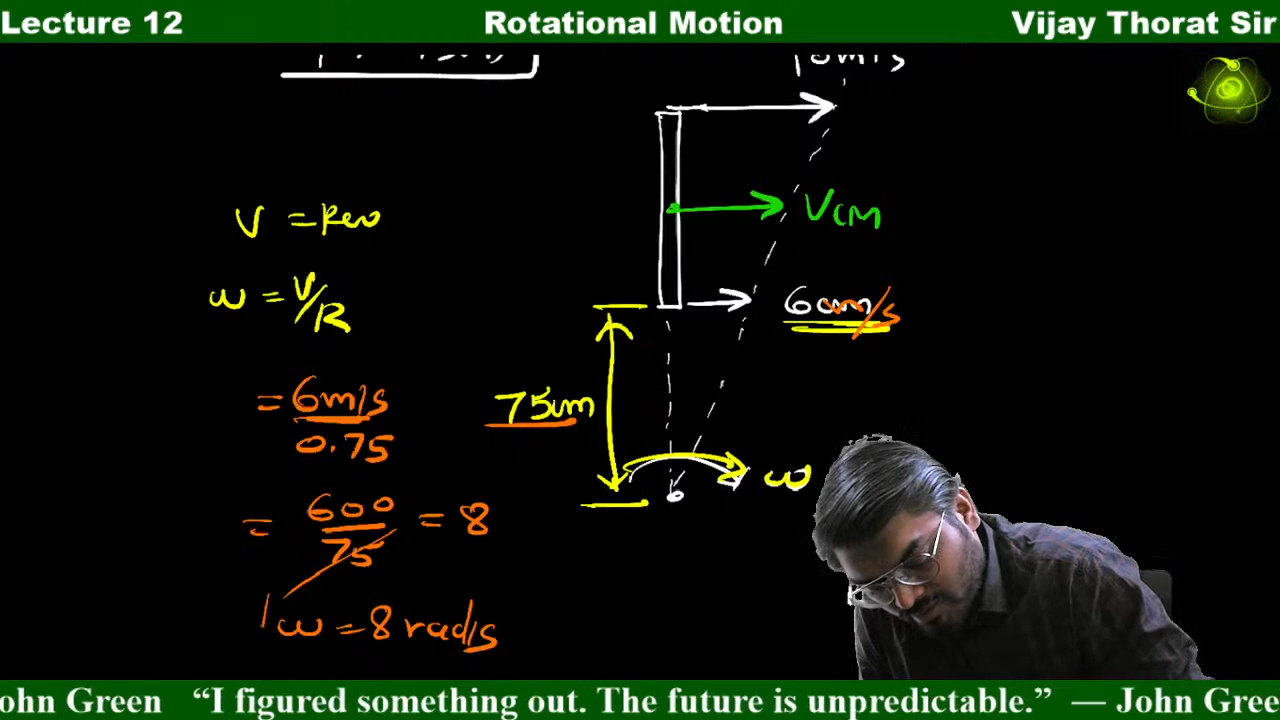 Lecture 12
Rotational Motion
Vijay Thorat Sir
VCM
V = Rω
ω = V/R
6cm/s
= 6m/s
0.75
75cm
ω
= 600
75
= 8
ω = 8 rad/s
ohn Green “I figured something out. The future is unpredictable.” — John Gree